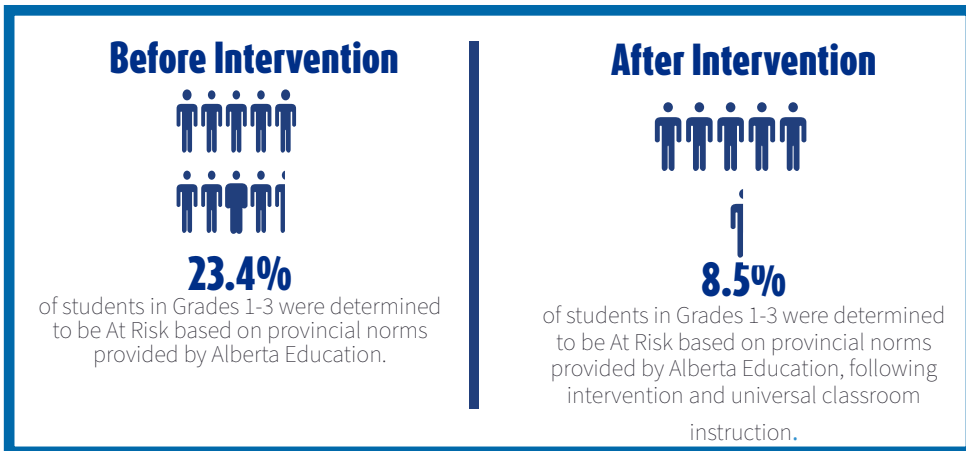 Before Intervention
23.4%
of students in Grades 1-3 were determined
to be At Risk based on provincial norms
provided by Alberta Education.
After Intervention
8.5%
of students in Grades 1-3 were determined
to be At Risk based on provincial norms
provided by Alberta Education, following
intervention and universal classroom
instruction.